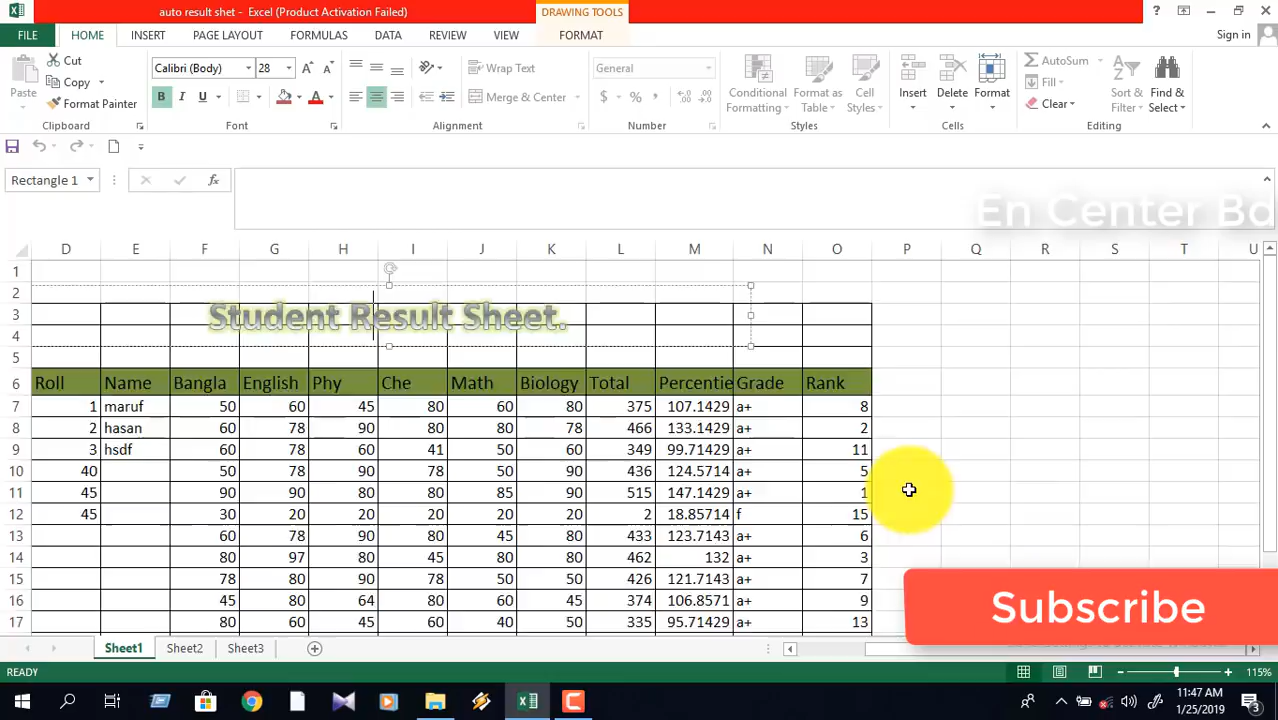 auto result shet - Excel (Product Activation Failed)
DRAWING TOOLS
?
FILE HOME INSERT PAGE LAYOUT FORMULAS DATA REVIEW VIEW FORMAT Sign in
Paste
Cut
Copy
Format Painter
Calibri (Body) 28
B I U
Wrap Text
Merge & Center
General
$ % ,
Conditional Formatting
Format as Table
Cell Styles
Insert
Delete
Format
AutoSum
Fill
Clear
Sort & Filter
Find & Select
Clipboard Font Alignment Number Styles Cells Editing
Rectangle 1 fx
En Center Bd
D E F G H I J K L M N O P Q R S T U
1
2
3
Student Result Sheet.
4
5
6 Roll Name Bangla English Phy Che Math Biology Total Percentie Grade Rank
7 1 maruf 50 60 45 80 60 80 375 107.1429 a+ 8
8 2 hasan 60 78 90 80 80 78 466 133.1429 a+ 2
9 3 hsdf 60 78 60 41 50 60 349 99.71429 a+ 11
10 40 50 78 90 78 50 90 436 124.5714 a+ 5
11 45 90 90 80 80 85 90 515 147.1429 a+ 1
12 45 30 20 20 20 20 20 2 18.85714 f 15
13 60 78 90 80 45 80 433 123.7143 a+ 6
14 80 97 80 45 80 80 462 132 a+ 3
15 78 80 90 78 50 50 426 121.7143 a+ 7
16 45 80 64 80 60 45 374 106.8571 a+ 9
17 80 60 45 60 40 50 335 95.71429 a+ 13
Subscribe
Sheet1 Sheet2 Sheet3
READY 115%
11:47 AM
1/25/2019
3